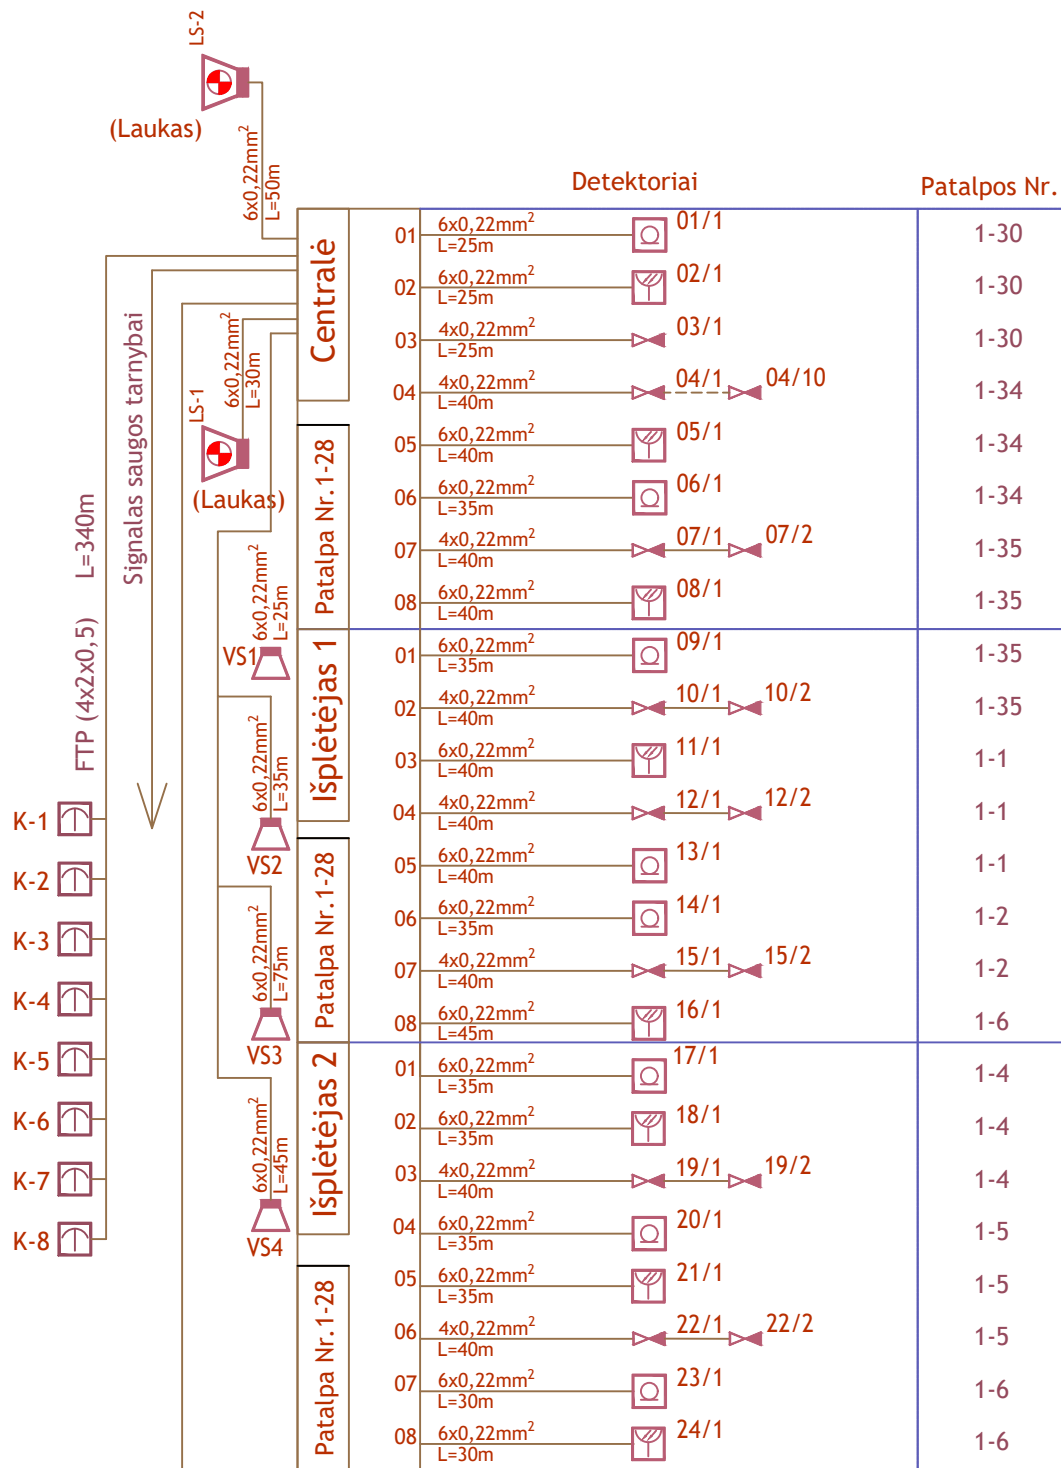 LS-2
(Laukas)
6x0,22mm²
L=50m
Detektoriai
Patalpos Nr.
Centralė
01 6x0,22mm² L=25m 01/1 1-30
02 6x0,22mm² L=25m 02/1 1-30
03 4x0,22mm² L=25m 03/1 1-30
04 4x0,22mm² L=40m 04/1 04/10 1-34
Patalpa Nr.1-28
05 6x0,22mm² L=40m 05/1 1-34
06 6x0,22mm² L=35m 06/1 1-34
07 4x0,22mm² L=40m 07/1 07/2 1-35
08 6x0,22mm² L=40m 08/1 1-35
Išplėtėjas 1
01 6x0,22mm² L=35m 09/1 1-35
02 4x0,22mm² L=40m 10/1 10/2 1-35
03 6x0,22mm² L=40m 11/1 1-1
04 4x0,22mm² L=40m 12/1 12/2 1-1
Patalpa Nr.1-28
05 6x0,22mm² L=40m 13/1 1-1
06 6x0,22mm² L=35m 14/1 1-2
07 4x0,22mm² L=40m 15/1 15/2 1-2
08 6x0,22mm² L=45m 16/1 1-6
Išplėtėjas 2
01 6x0,22mm² L=35m 17/1 1-4
02 6x0,22mm² L=35m 18/1 1-4
03 4x0,22mm² L=40m 19/1 19/2 1-4
04 6x0,22mm² L=35m 20/1 1-5
Patalpa Nr.1-28
05 6x0,22mm² L=35m 21/1 1-5
06 4x0,22mm² L=40m 22/1 22/2 1-5
07 6x0,22mm² L=30m 23/1 1-6
08 6x0,22mm² L=30m 24/1 1-6
LS-1
6x0,22mm²
L=30m
(Laukas)
Signalas saugos tarnybai
FTP (4x2x0,5) L=340m
6x0,22mm²
L=25m
VS1
6x0,22mm²
L=35m
VS2
6x0,22mm²
L=75m
VS3
6x0,22mm²
L=45m
VS4
K-1
K-2
K-3
K-4
K-5
K-6
K-7
K-8